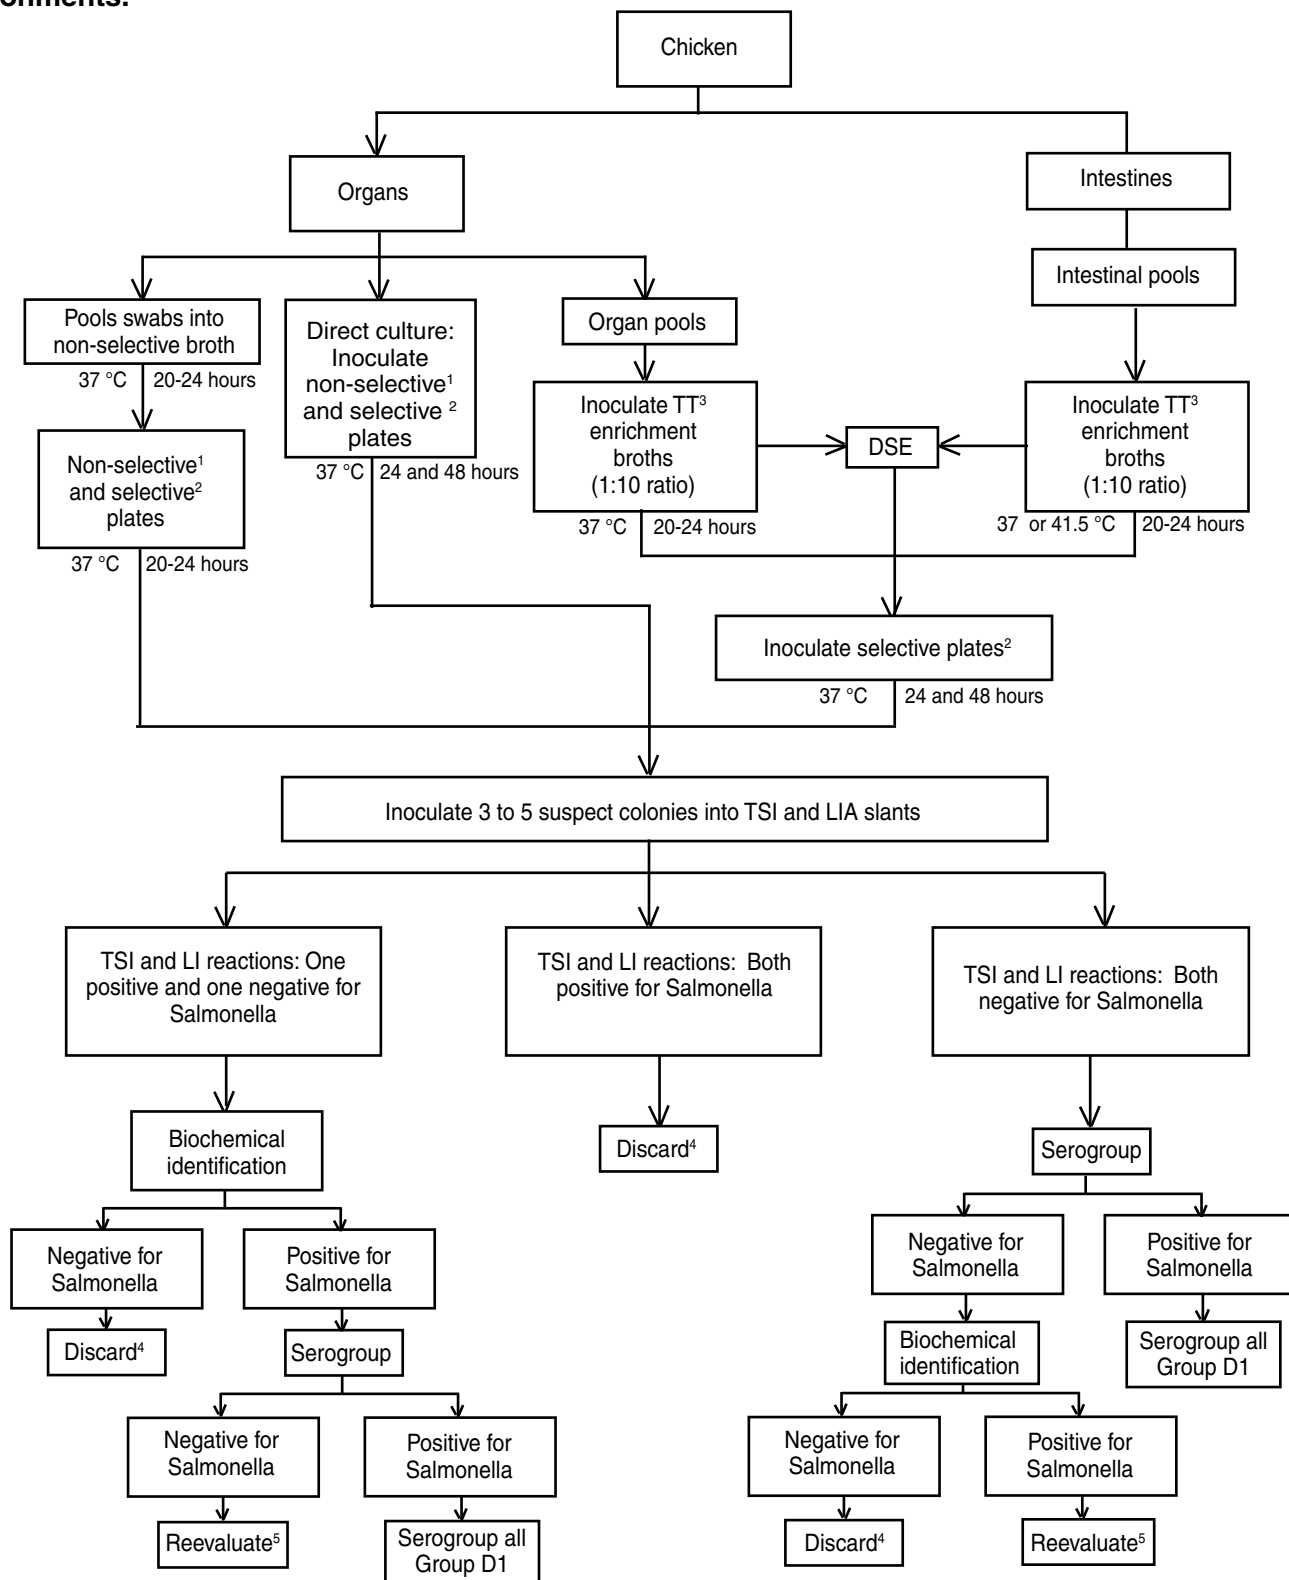 onments.
Chicken
Organs
Intestines
Intestinal pools
Pools swabs into
non-selective broth
37 °C 20-24 hours
Direct culture:
Inoculate
non-selective¹
and selective ²
plates
37 °C 24 and 48 hours
Organ pools
Inoculate TT³
enrichment
broths
(1:10 ratio)
37 °C 20-24 hours
DSE
Inoculate TT³
enrichment
broths
(1:10 ratio)
37 or 41.5 °C 20-24 hours
Non-selective¹
and selective²
plates
37 °C 20-24 hours
Inoculate selective plates²
37 °C 24 and 48 hours
Inoculate 3 to 5 suspect colonies into TSI and LIA slants
TSI and LI reactions: One
positive and one negative for
Salmonella
TSI and LI reactions: Both
positive for Salmonella
TSI and LI reactions: Both
negative for Salmonella
Biochemical
identification
Discard⁴
Serogroup
Negative for
Salmonella
Positive for
Salmonella
Negative for
Salmonella
Positive for
Salmonella
Discard⁴
Serogroup
Biochemical
identification
Serogroup all
Group D1
Negative for
Salmonella
Positive for
Salmonella
Negative for
Salmonella
Positive for
Salmonella
Reevaluate⁵
Serogroup all
Group D1
Discard⁴
Reevaluate⁵